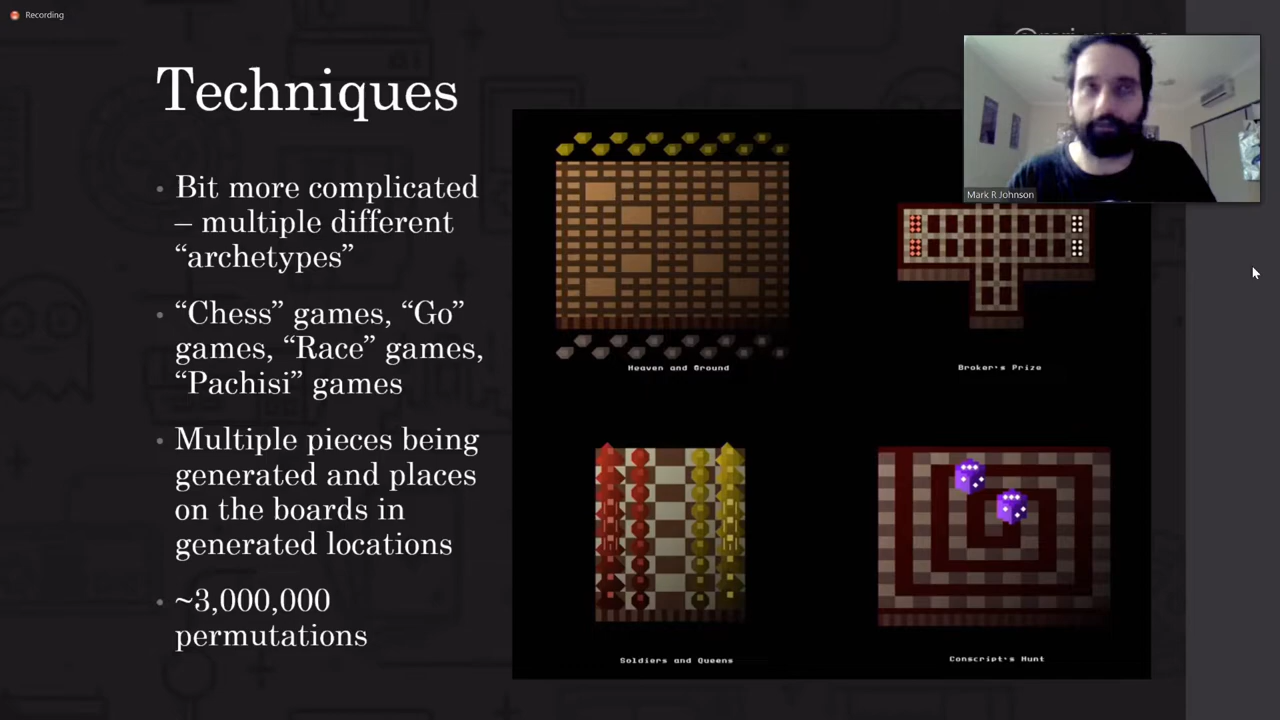 Recording
Techniques
Mark R Johnson
• Bit more complicated
– multiple different
“archetypes”
• “Chess” games, “Go”
games, “Race” games,
“Pachisi” games
• Multiple pieces being
generated and places
on the boards in
generated locations
• ~3,000,000
permutations
Heaven and Ground
Broker's Prize
Soldiers and Queens
Conscript's Hunt